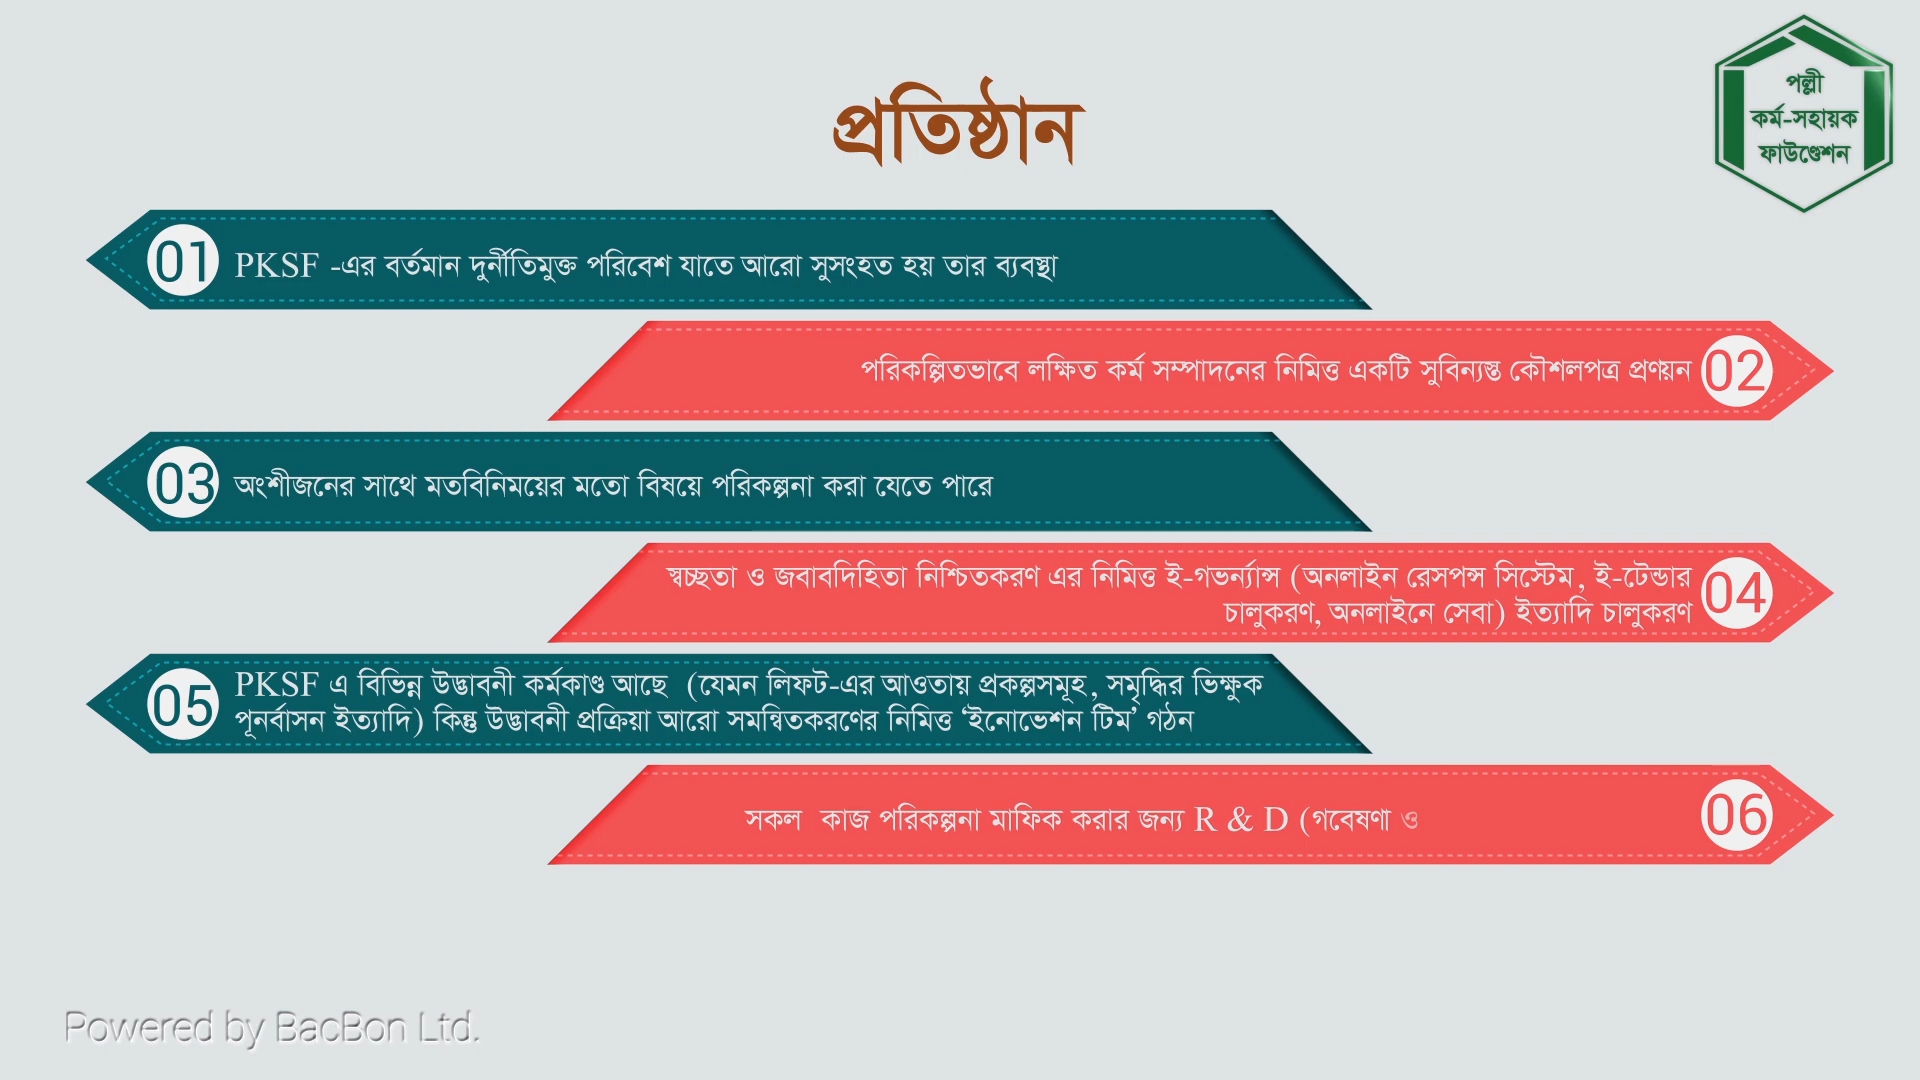 পল্লী
কর্ম-সহায়ক
ফাউণ্ডেশন
প্রতিষ্ঠান
01 PKSF -এর বর্তমান দুর্নীতিমুক্ত পরিবেশ যাতে আরো সুসংহত হয় তার ব্যবস্থা
পরিকল্পিতভাবে লক্ষিত কর্ম সম্পাদনের নিমিত্ত একটি সুবিন্যস্ত কৌশলপত্র প্রণয়ন 02
03 অংশীজনের সাথে মতবিনিময়ের মতো বিষয়ে পরিকল্পনা করা যেতে পারে
স্বচ্ছতা ও জবাবদিহিতা নিশ্চিতকরণ এর নিমিত্ত ই-গভর্ন্যান্স (অনলাইন রেসপন্স সিস্টেম, ই-টেন্ডার
চালুকরণ, অনলাইনে সেবা) ইত্যাদি চালুকরণ 04
05 PKSF এ বিভিন্ন উদ্ভাবনী কর্মকাণ্ড আছে (যেমন লিফট-এর আওতায় প্রকল্পসমূহ, সমৃদ্ধির ভিক্ষুক
পূনর্বাসন ইত্যাদি) কিন্তু উদ্ভাবনী প্রক্রিয়া আরো সমন্বিতকরণের নিমিত্ত ‘ইনোভেশন টিম’ গঠন
সকল কাজ পরিকল্পনা মাফিক করার জন্য R & D (গবেষণা ও 06
Powered by BacBon Ltd.